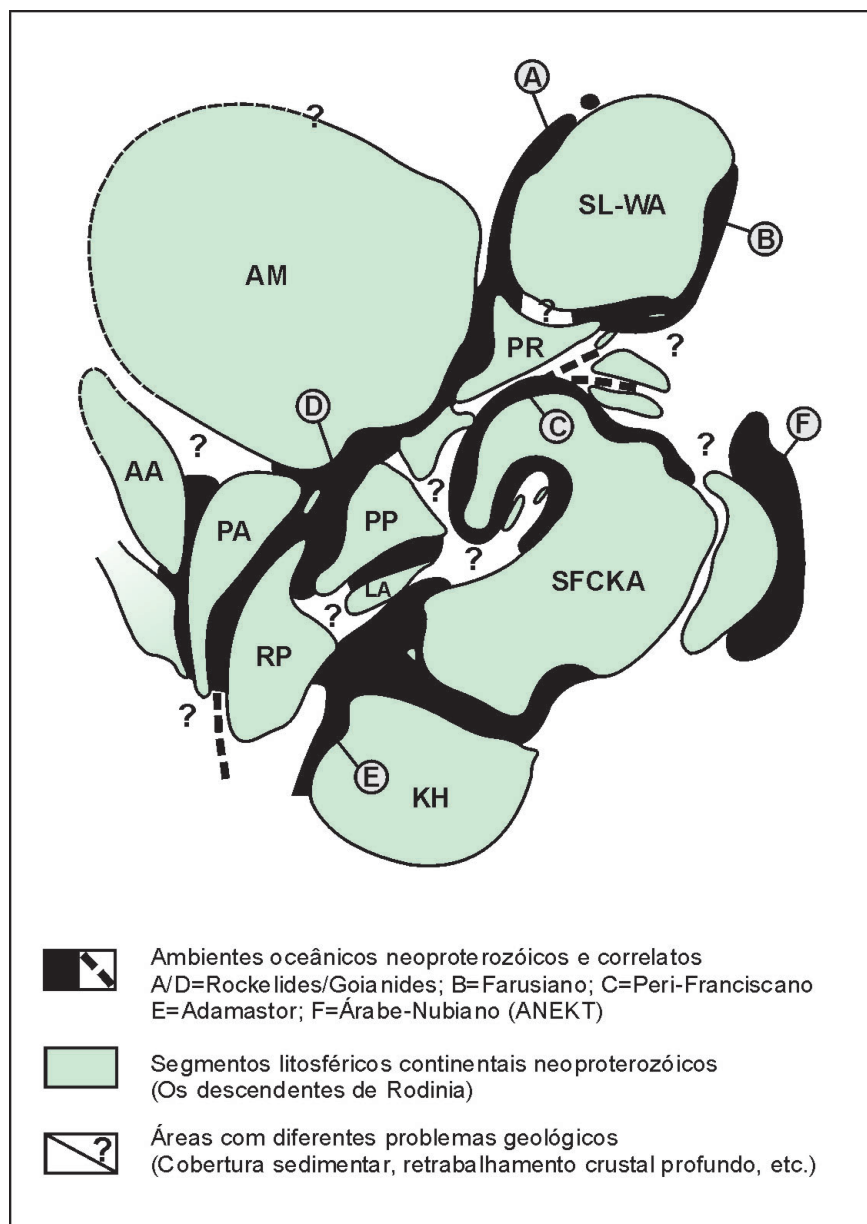 A
?
SL-WA
B
AM
?
PR
?
D
C
F
?
?
AA
?
PA
PP
?
LA
SFCKA
?
RP
?
E
KH
Ambientes oceânicos neoproterozóicos e correlatos
A/D=Rockelides/Goianides; B=Farusiano; C=Peri-Franciscano
E=Adamastor; F=Árabe-Nubiano (ANEKT)
Segmentos litosféricos continentais neoproterozóicos
(Os descendentes de Rodinia)
?
Áreas com diferentes problemas geológicos
(Cobertura sedimentar, retrabalhamento crustal profundo, etc.)